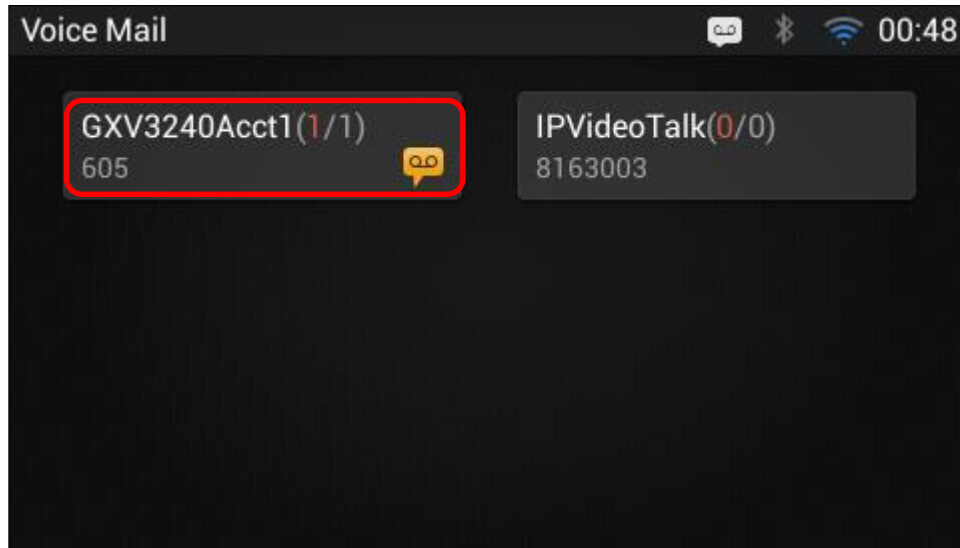 Voice Mail 00:48
GXV3240Acct1(1/1)
605
IPVideoTalk(0/0)
8163003